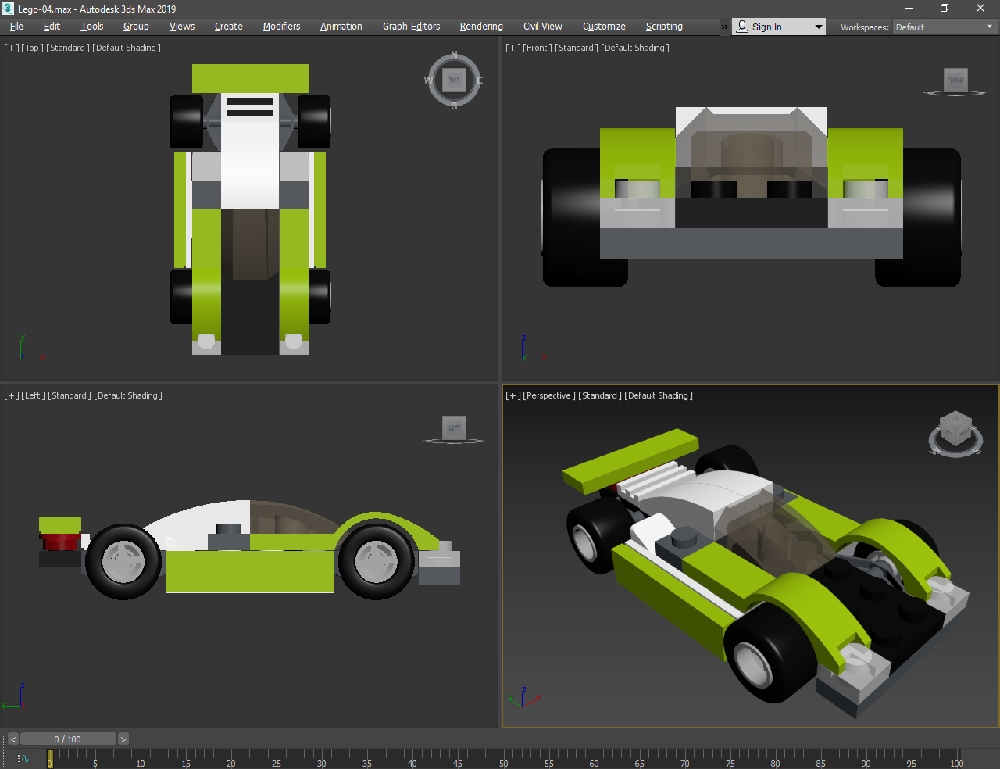 Lego-04.max - Autodesk 3ds Max 2019
File Edit Tools Group Views Create Modifiers Animation Graph Editors Rendering Civil View Customize Scripting » Sign In Workspaces: Default
[+] [Top] [Standard] [Default Shading]
[+] [Front] [Standard] [Default Shading]
N
W TOP E
S
FRONT
[+] [Left] [Standard] [Default Shading]
[+] [Perspective] [Standard] [Default Shading]
LEFT
< 0 / 100 >
0 5 10 15 20 25 30 35 40 45 50 55 60 65 70 75 80 85 90 95 100